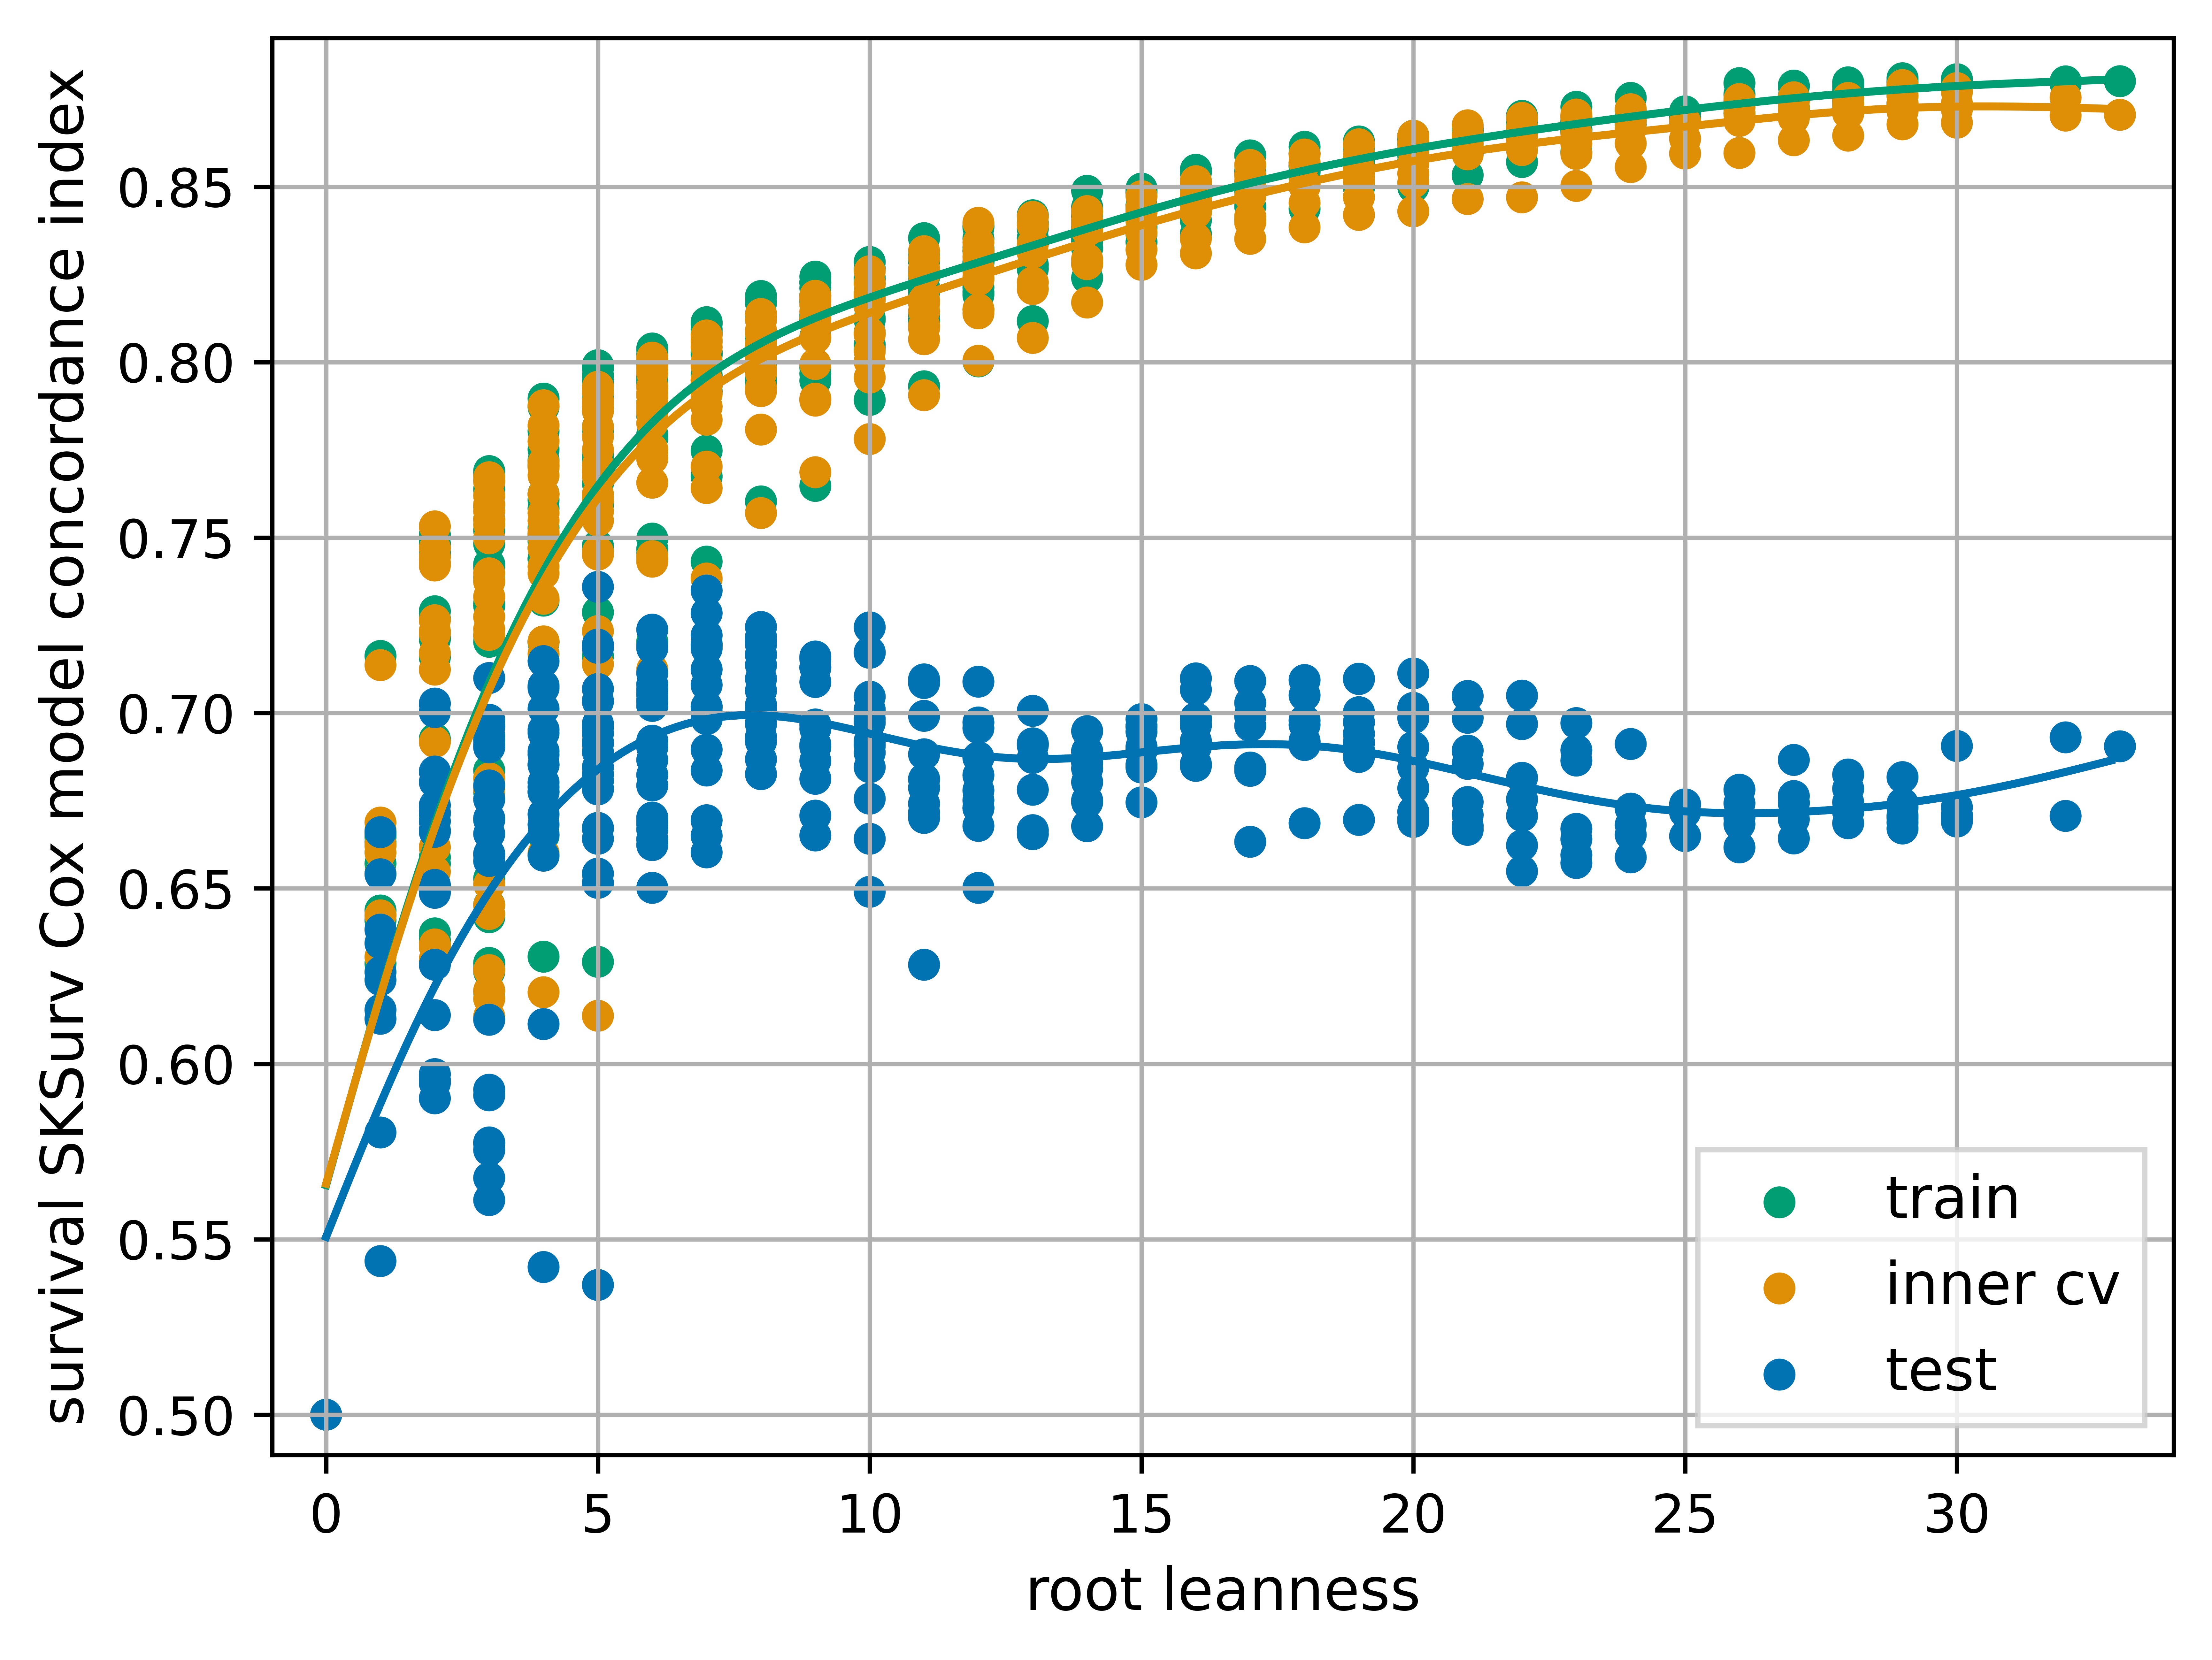 survival SKSurv Cox model concordance index
0.85
0.80
0.75
0.70
0.65
0.60
0.55
0.50
train
inner cv
test
0 5 10 15 20 25 30
root leanness